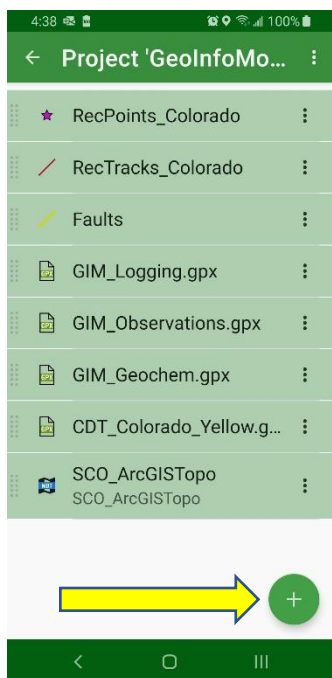 4:38 100%
Project 'GeoInfoMo...
RecPoints_Colorado
RecTracks_Colorado
Faults
GIM_Logging.gpx
GIM_Observations.gpx
GIM_Geochem.gpx
CDT_Colorado_Yellow.g...
SCO_ArcGISTopo
SCO_ArcGISTopo